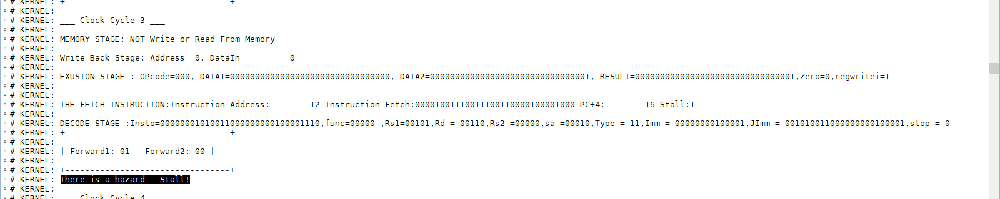 # KERNEL: +---------------------------------+
# KERNEL:
# KERNEL: ___ Clock Cycle 3 ___
# KERNEL:
# KERNEL: MEMORY STAGE: NOT Write or Read From Memory
# KERNEL:
# KERNEL: Write Back Stage: Address= 0, DataIn=         0
# KERNEL:
# KERNEL: EXUSION STAGE : OPcode=000, DATA1=00000000000000000000000000000000, DATA2=00000000000000000000000000000001, RESULT=00000000000000000000000000000001,Zero=0,regwritei=1
# KERNEL:
# KERNEL:
# KERNEL: THE FETCH INSTRUCTION:Instruction Address:        12 Instruction Fetch:00001001110011100110000100001000 PC+4:        16 Stall:1
# KERNEL:
# KERNEL: DECODE STAGE :Insto=00000001010011000000000100001110,func=00000 ,Rs1=00101,Rd = 00110,Rs2 =00000,sa =00010,Type = 11,Imm = 00000000100001,JImm = 001010011000000000100001,stop = 0
# KERNEL: +---------------------------------+
# KERNEL:
# KERNEL: | Forward1: 01   Forward2: 00 |
# KERNEL:
# KERNEL: +---------------------------------+
# KERNEL: There is a hazard - Stall!
# KERNEL:
# KERNEL: Clock Cycle 4